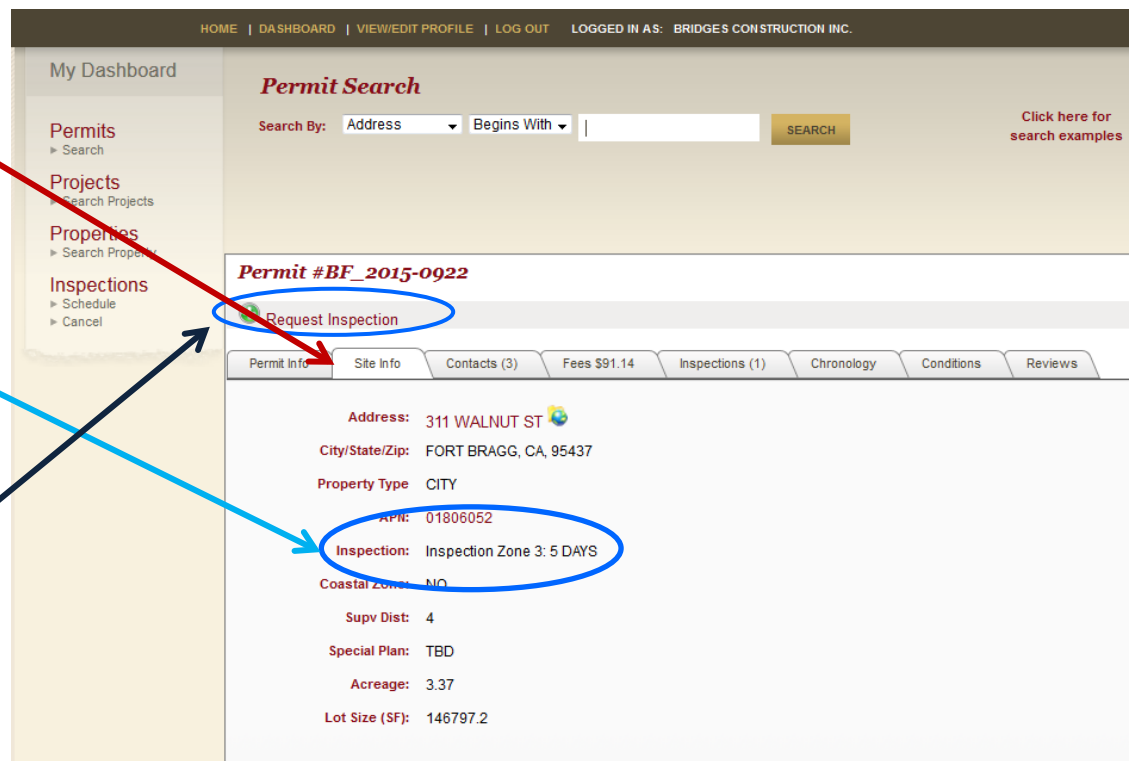 HOME | DASHBOARD | VIEW/EDIT PROFILE | LOG OUT LOGGED IN AS: BRIDGES CONSTRUCTION INC.
My Dashboard
Permits
► Search
Projects
► Search Projects
Properties
► Search Property
Inspections
► Schedule
► Cancel
Permit Search
Search By: Address Begins With SEARCH
Click here for
search examples
Permit #BF_2015-0922
Request Inspection
Permit Info Site Info Contacts (3) Fees $91.14 Inspections (1) Chronology Conditions Reviews
Address: 311 WALNUT ST
City/State/Zip: FORT BRAGG, CA, 95437
Property Type CITY
APN: 01806052
Inspection: Inspection Zone 3: 5 DAYS
Coastal Zone: NO
Supv Dist: 4
Special Plan: TBD
Acreage: 3.37
Lot Size (SF): 146797.2